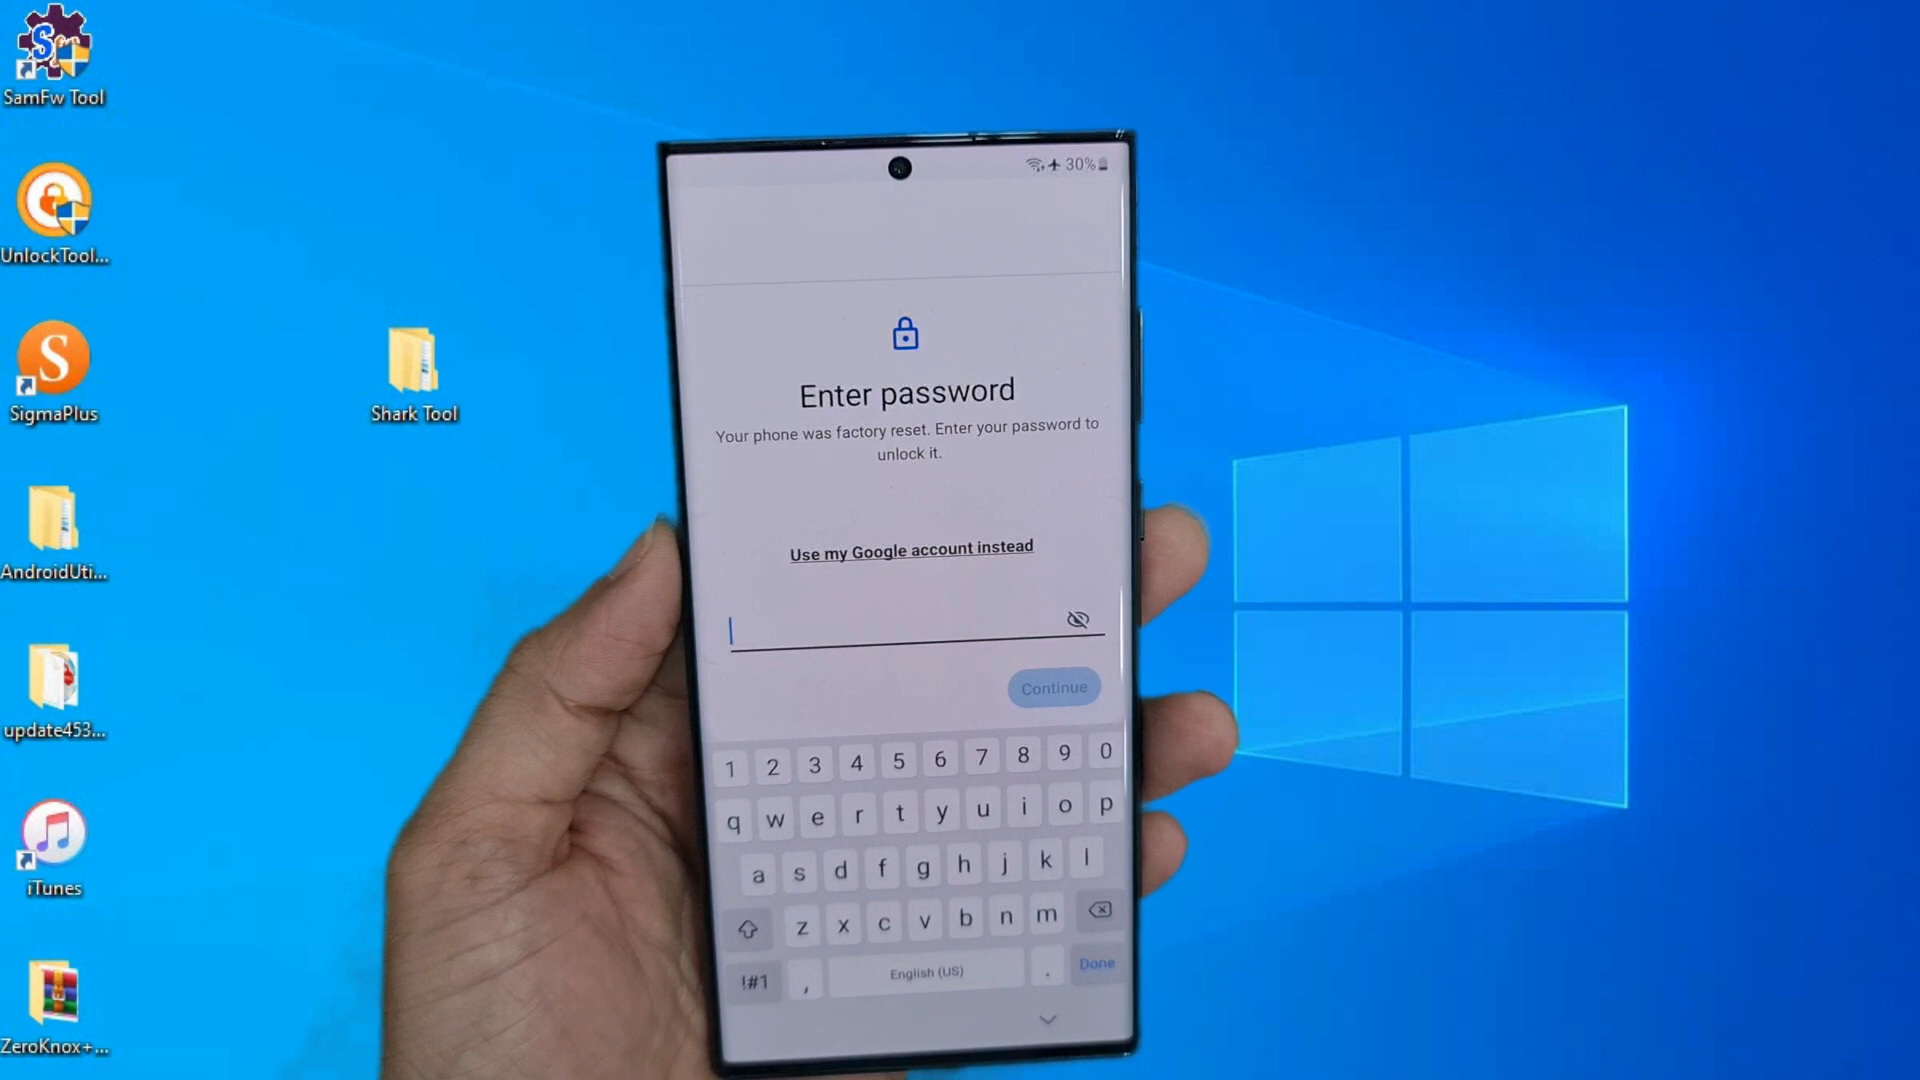 SamFw Tool
UnlockTool...
SigmaPlus
AndroidUti...
update453...
iTunes
ZeroKnox+...
Shark Tool
30%
Enter password
Your phone was factory reset. Enter your password to
unlock it.
Use my Google account instead
Continue
1 2 3 4 5 6 7 8 9 0
q w e r t y u i o p
a s d f g h j k l
z x c v b n m
!#1 , English (US) . Done